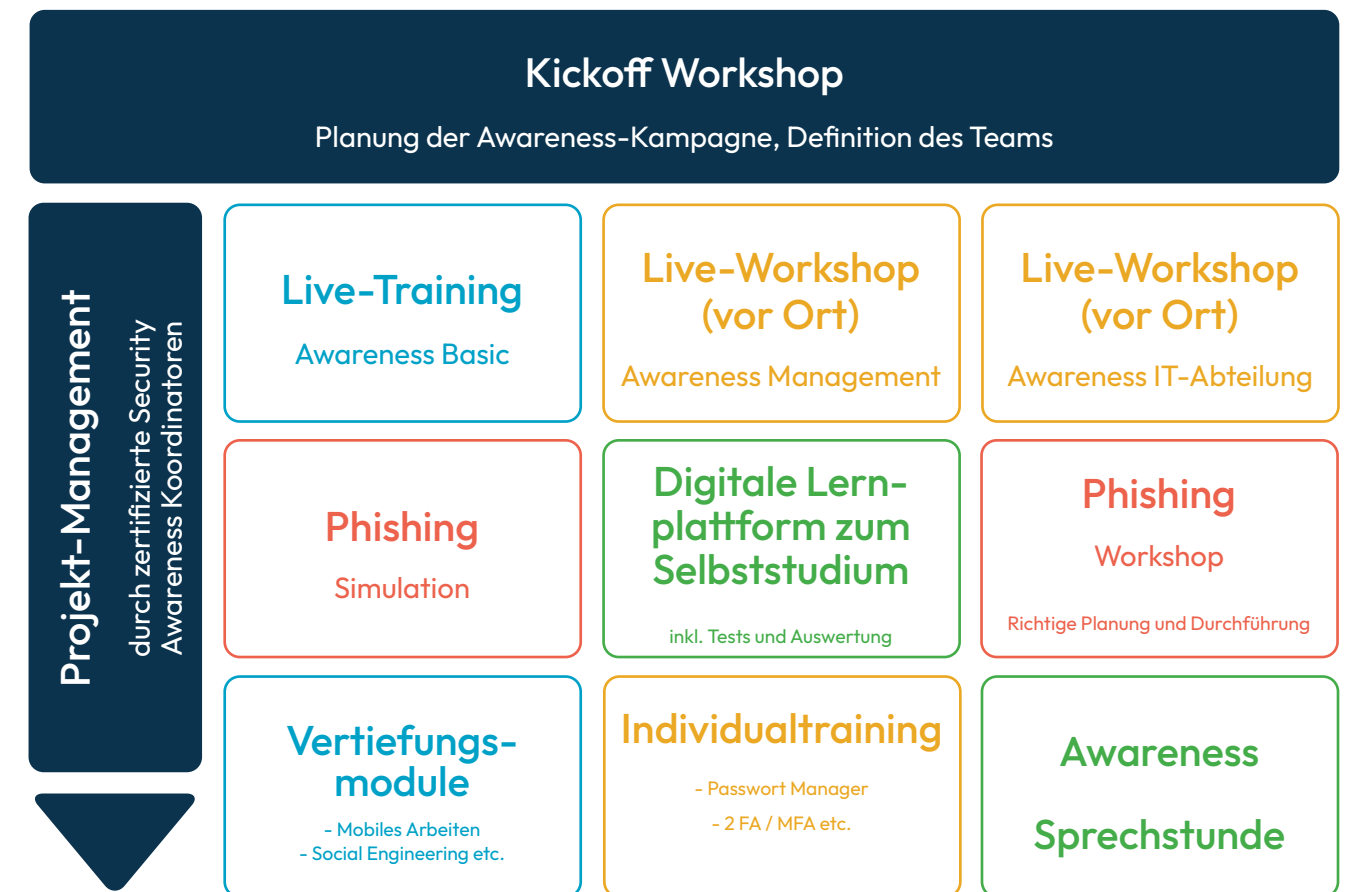 Kickoff Workshop
Planung der Awareness-Kampagne, Definition des Teams
Projekt-Management
durch zertifizierte Security
Awareness Koordinatoren
Live-Training
Awareness Basic
Live-Workshop
(vor Ort)
Awareness Management
Live-Workshop
(vor Ort)
Awareness IT-Abteilung
Phishing
Simulation
Digitale Lern-
plattform zum
Selbststudium
inkl. Tests und Auswertung
Phishing
Workshop
Richtige Planung und Durchführung
Vertiefungs-
module
- Mobiles Arbeiten
- Social Engineering etc.
Individualtraining
- Passwort Manager
- 2 FA / MFA etc.
Awareness
Sprechstunde